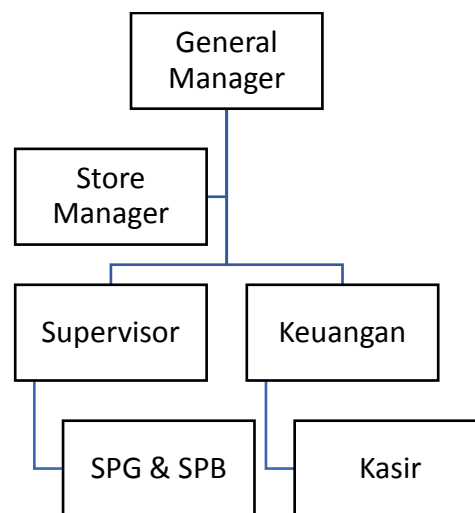 General
Manager
Store
Manager
Supervisor
Keuangan
SPG & SPB
Kasir